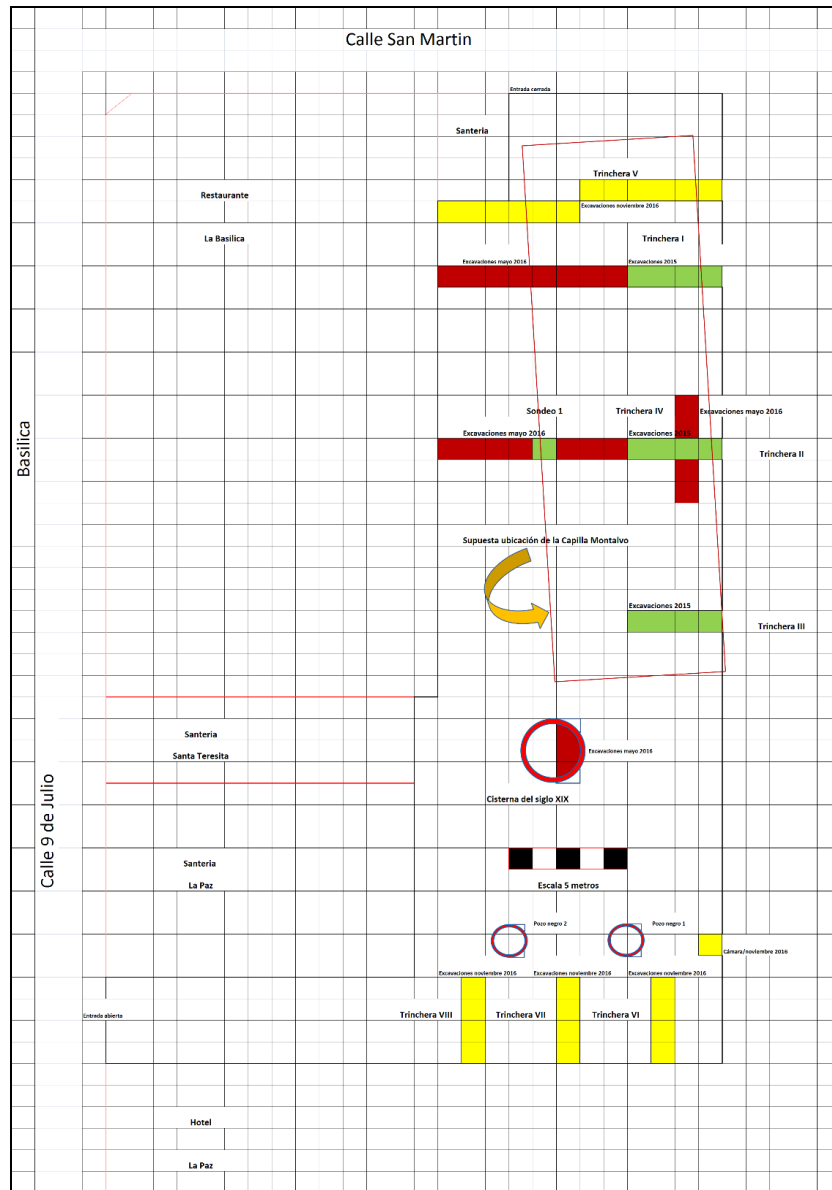 Calle San Martin
Entrada cerrada
Santeria
Trinchera V
Restaurante
Excavaciones noviembre 2016
La Basilica
Trinchera I
Excavaciones mayo 2016
Excavaciones 2015
Basilica
Sondeo 1
Trinchera IV
Excavaciones mayo 2016
Excavaciones mayo 2016
Excavaciones 2015
Trinchera II
Supuesta ubicación de la Capilla Montalvo
Excavaciones 2015
Trinchera III
Santeria
Santa Teresita
Excavaciones mayo 2016
Cisterna del siglo XIX
Calle 9 de Julio
Santeria
La Paz
Escala 5 metros
Pozo negro 2
Pozo negro 1
Cámara/noviembre 2016
Excavaciones noviembre 2016
Excavaciones noviembre 2016
Excavaciones noviembre 2016
Entrada abierta
Trinchera VIII
Trinchera VII
Trinchera VI
Hotel
La Paz